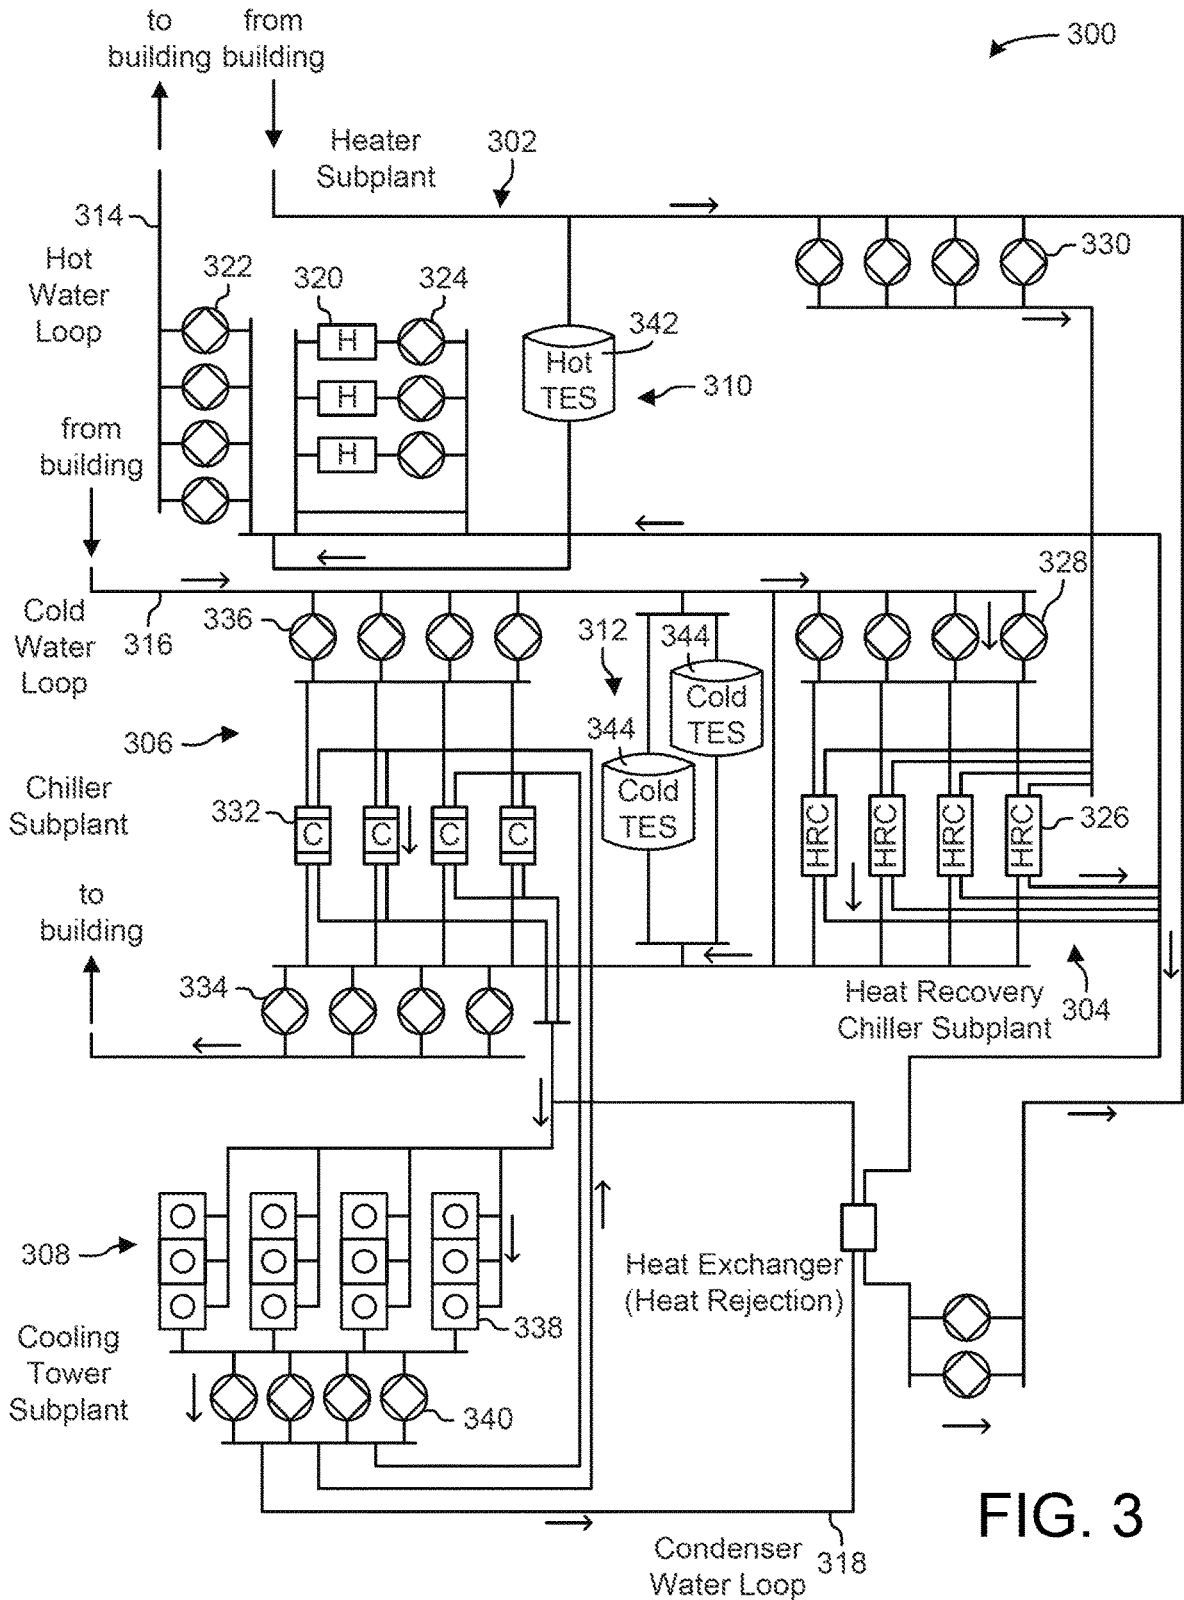 to
building
from
building
300
Heater
Subplant
302
314
Hot
Water
Loop
322
320
324
H
H
H
342
Hot
TES
310
330
from
building
316
Cold
Water
Loop
336
312
344
Cold
TES
344
Cold
TES
328
306
Chiller
Subplant
332
C
C
C
C
HRC
HRC
HRC
HRC
326
to
building
334
Heat Recovery
Chiller Subplant
304
308
338
Heat Exchanger
(Heat Rejection)
Cooling
Tower
Subplant
340
Condenser
Water Loop
318
FIG. 3